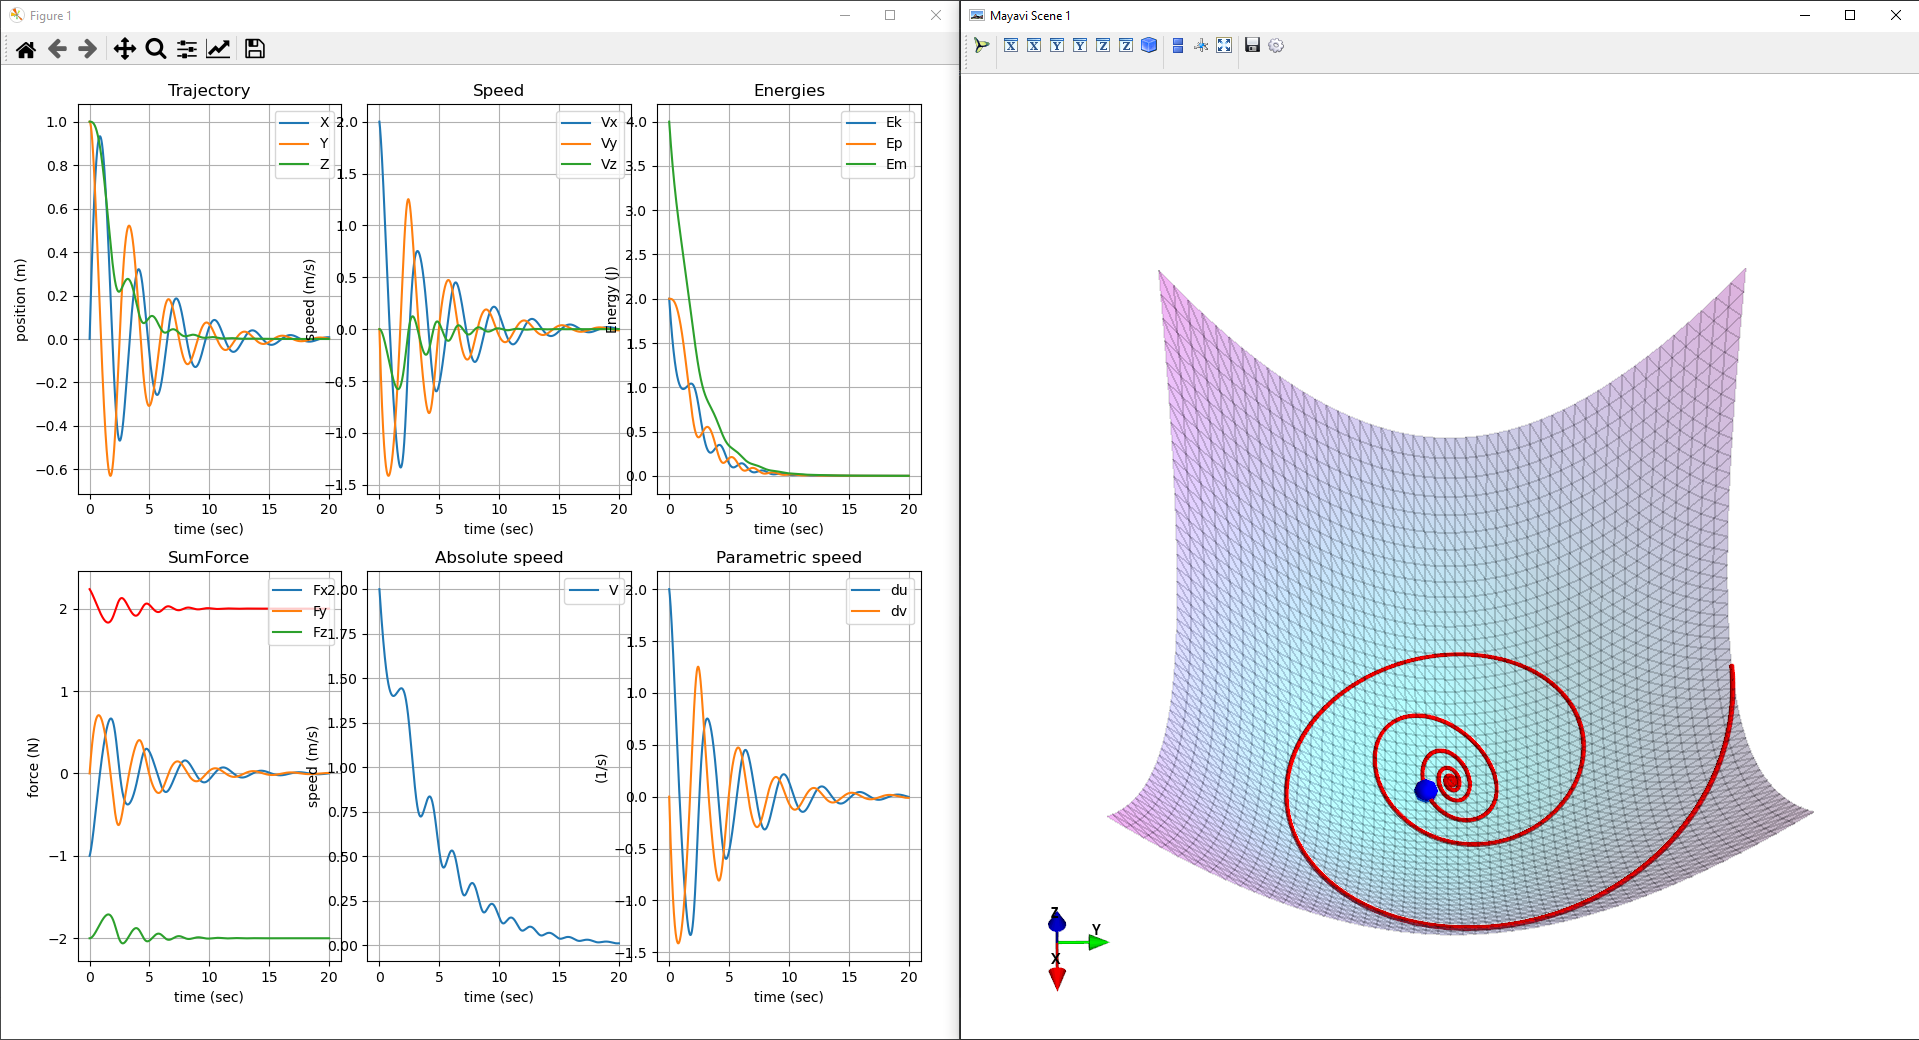 Figure 1
Trajectory
1.0
0.8
0.6
0.4
0.2
0.0
−0.2
−0.4
−0.6
position (m)
X
Y
Z
0 5 10 15 20
time (sec)
Speed
2.0
1.5
1.0
0.5
0.0
−0.5
−1.0
−1.5
speed (m/s)
Vx
Vy
Vz
0 5 10 15 20
time (sec)
Energies
4.0
3.5
3.0
2.5
2.0
1.5
1.0
0.5
0.0
Energy (J)
Ek
Ep
Em
0 5 10 15 20
time (sec)
SumForce
2
1
0
−1
−2
force (N)
Fx
Fy
Fz
0 5 10 15 20
time (sec)
Absolute speed
2.00
1.75
1.50
1.25
1.00
0.75
0.50
0.25
0.00
speed (m/s)
V
0 5 10 15 20
time (sec)
Parametric speed
2.0
1.5
1.0
0.5
0.0
−0.5
−1.0
−1.5
(1/s)
du
dv
0 5 10 15 20
time (sec)
Mayavi Scene 1
X X Y Y Z Z
Z
Y
X